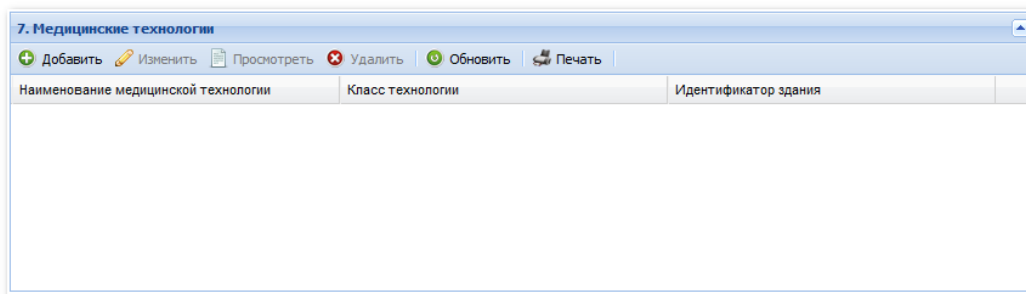 7. Медицинские технологии
Добавить Изменить Просмотреть Удалить Обновить Печать
Наименование медицинской технологии Класс технологии Идентификатор здания